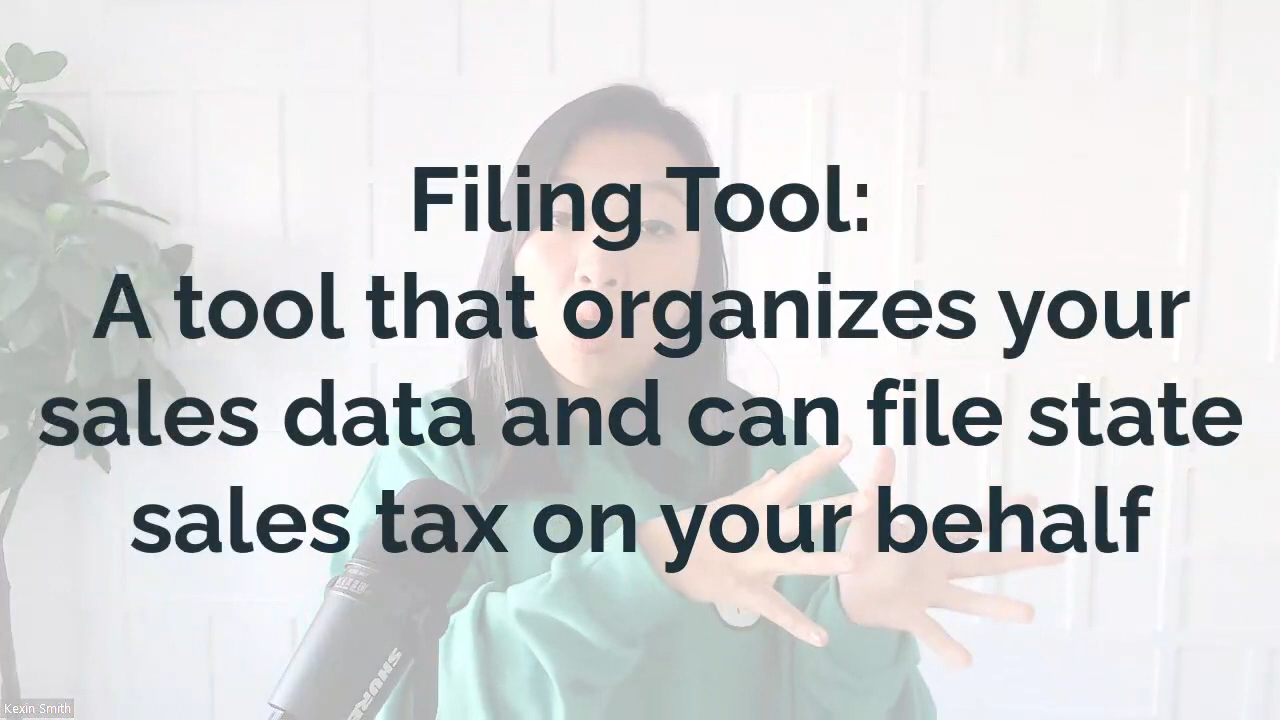 Filing Tool:
A tool that organizes your
sales data and can file state
sales tax on your behalf
SHURE
Kexin Smith